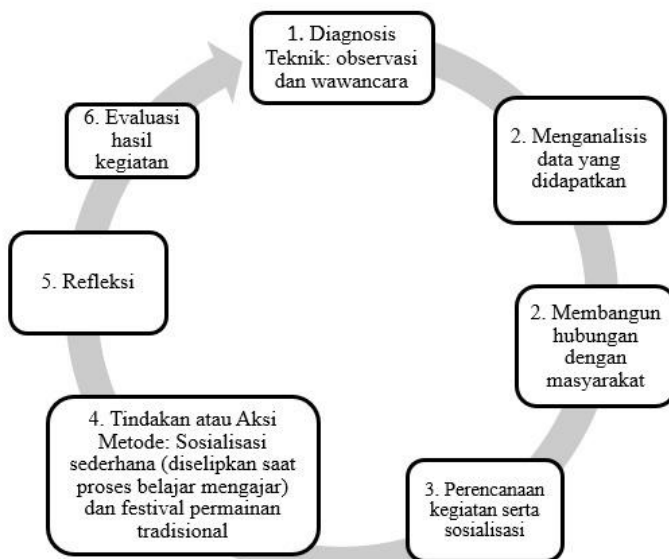 1. Diagnosis
Teknik: observasi
dan wawancara
2. Menganalisis
data yang
didapatkan
2. Membangun
hubungan
dengan
masyarakat
3. Perencanaan
kegiatan serta
sosialisasi
4. Tindakan atau Aksi
Metode: Sosialisasi
sederhana (diselipkan saat
proses belajar mengajar)
dan festival permainan
tradisional
5. Refleksi
6. Evaluasi
hasil
kegiatan